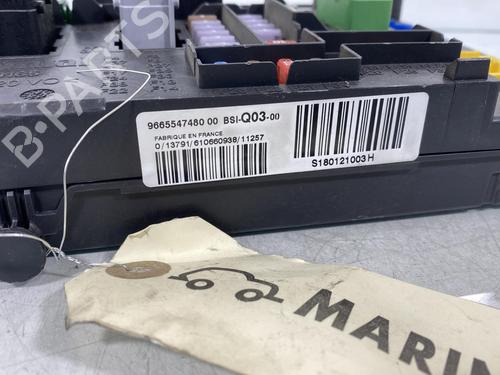 B-PARTS
9665547480 00 BSI-Q03-00
FABRIQUE EN FRANCE
0/13791/610660938/11257
S180121003H
MARIN